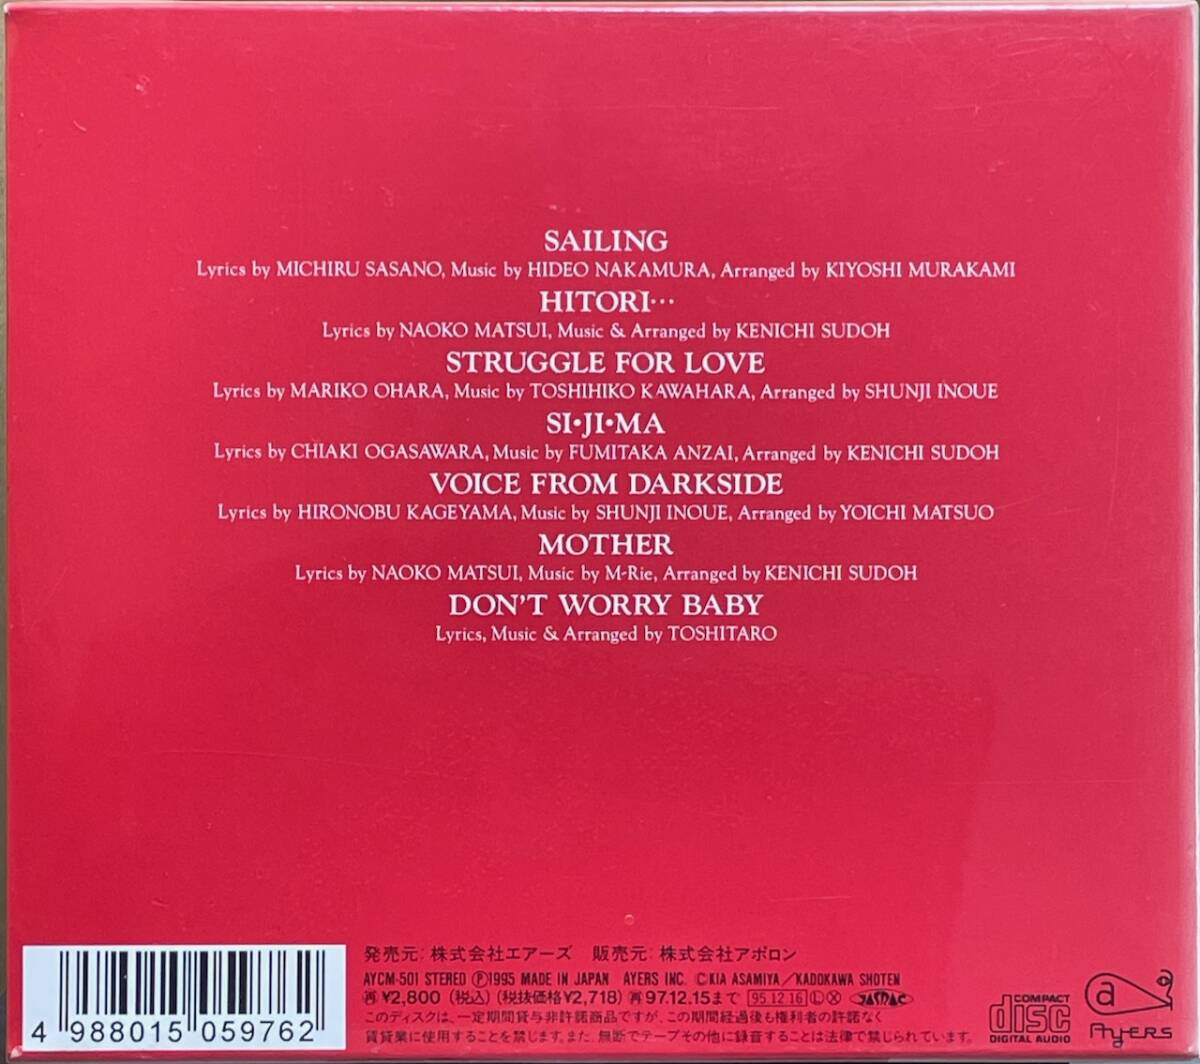 SAILING
Lyrics by MICHIRU SASANO, Music by HIDEO NAKAMURA, Arranged by KIYOSHI MURAKAMI
HITORI…
Lyrics by NAOKO MATSUI, Music & Arranged by KENICHI SUDOH
STRUGGLE FOR LOVE
Lyrics by MARIKO OHARA, Music by TOSHIHIKO KAWAHARA, Arranged by SHUNJI INOUE
SI•JI•MA
Lyrics by CHIAKI OGASAWARA, Music by FUMITAKA ANZAI, Arranged by KENICHI SUDOH
VOICE FROM DARKSIDE
Lyrics by HIRONOBU KAGEYAMA, Music by SHUNJI INOUE, Arranged by YOICHI MATSUO
MOTHER
Lyrics by NAOKO MATSUI, Music by M-Rie, Arranged by KENICHI SUDOH
DON'T WORRY BABY
Lyrics, Music & Arranged by TOSHITARO
発売元: 株式会社エアーズ 販売元: 株式会社アポロン
AYCM-501 STEREO Ⓟ1995 MADE IN JAPAN AYERS INC. ©KIA ASAMIYA/KADOKAWA SHOTEN
再 ¥2,800 (税込) (税抜価格¥2,718) 再97.12.15まで 95.12.16 Ⓛ Ⓧ JASRAC
このディスクは、一定期間貸与非許諾商品ですが、この期間経過後も権利者の許諾なく
賃貸業に使用することを禁じます。また、無断でテープその他に録音することは法律で禁じられています。
4 988015 059762
COMPACT
disc
DIGITAL AUDIO
a
AYERS